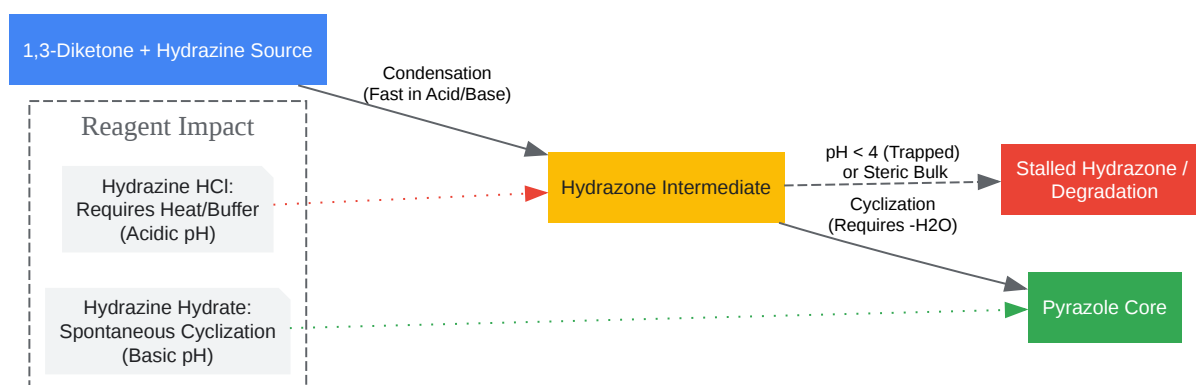 1,3-Diketone + Hydrazine Source
Condensation
(Fast in Acid/Base)
Reagent Impact
Hydrazine HCl:
Requires Heat/Buffer
(Acidic pH)
Hydrazine Hydrate:
Spontaneous Cyclization
(Basic pH)
Hydrazone Intermediate
pH < 4 (Trapped)
or Steric Bulk
Cyclization
(Requires -H2O)
Stalled Hydrazone /
Degradation
Pyrazole Core